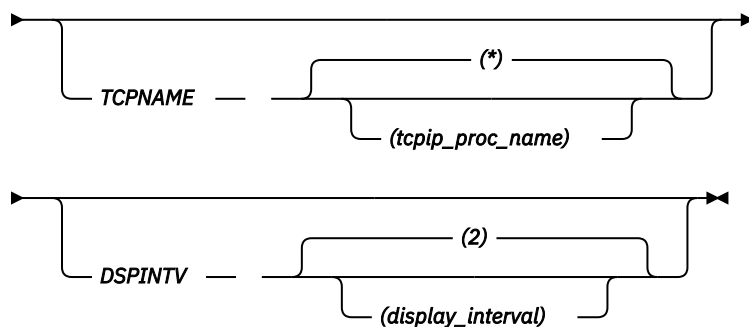 (*)
TCPNAME
(tcpip_proc_name)
(2)
DSPINTV
(display_interval)